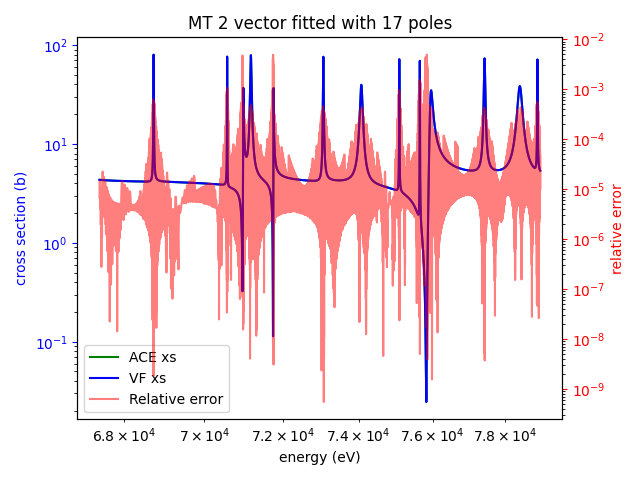 MT 2 vector fitted with 17 poles
10²
10¹
10⁰
10⁻¹
cross section (b)
10⁻²
10⁻³
10⁻⁴
10⁻⁵
10⁻⁶
10⁻⁷
10⁻⁸
10⁻⁹
relative error
ACE xs
VF xs
Relative error
6.8 × 10⁴ 7 × 10⁴ 7.2 × 10⁴ 7.4 × 10⁴ 7.6 × 10⁴ 7.8 × 10⁴
energy (eV)